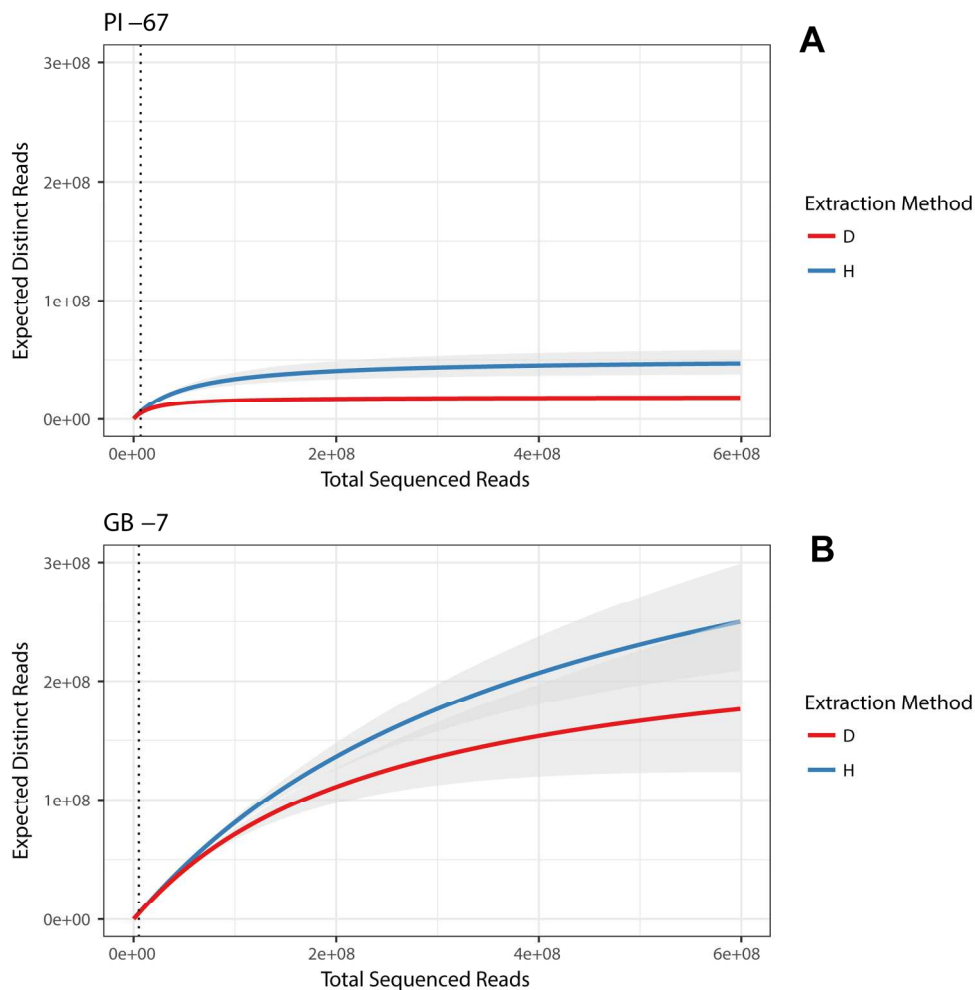 PI –67
A
3e+08
2e+08
1e+08
0e+00
Expected Distinct Reads
0e+00 2e+08 4e+08 6e+08
Total Sequenced Reads
Extraction Method
D
H
GB –7
B
3e+08
2e+08
1e+08
0e+00
Expected Distinct Reads
0e+00 2e+08 4e+08 6e+08
Total Sequenced Reads
Extraction Method
D
H